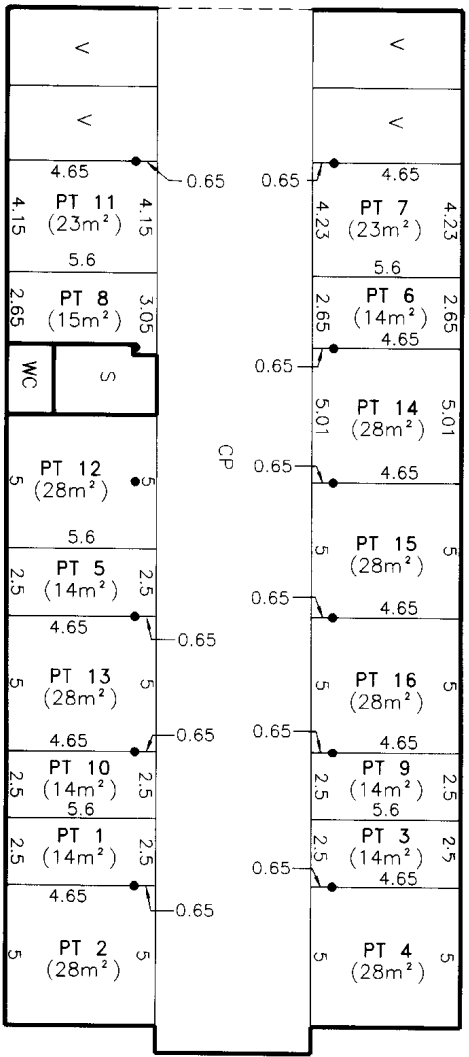 V
V
V
V
4.65
0.65
0.65
4.65
4.15
PT 11
(23m²)
4.15
4.23
PT 7
(23m²)
4.23
5.6
5.6
2.65
PT 8
(15m²)
3.05
2.65
PT 6
(14m²)
2.65
4.65
0.65
WC
S
5.01
PT 14
(28m²)
5.01
CP
0.65
4.65
5
PT 12
(28m²)
5
5.6
5
PT 15
(28m²)
5
2.5
PT 5
(14m²)
2.5
0.65
4.65
4.65
0.65
5
PT 13
(28m²)
5
5
PT 16
(28m²)
5
4.65
0.65
0.65
4.65
2.5
PT 10
(14m²)
2.5
5.6
2.5
PT 9
(14m²)
2.5
5.6
2.5
PT 1
(14m²)
2.5
2.5
PT 3
(14m²)
2.5
0.65
4.65
4.65
0.65
5
PT 2
(28m²)
5
5
PT 4
(28m²)
5